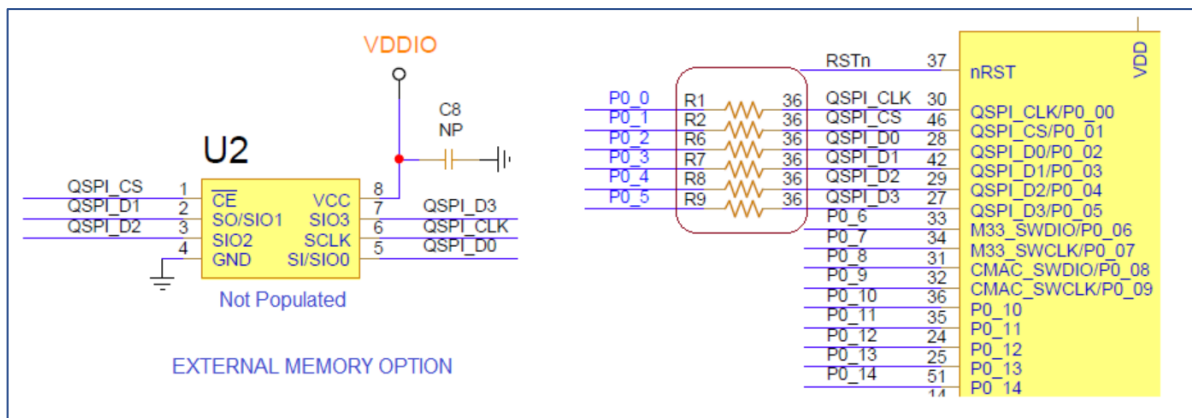 VDDIO
C8
NP
U2
QSPI_CS 1 CE VCC 8
QSPI_D1 2 SO/SIO1 SIO3 7 QSPI_D3
QSPI_D2 3 SIO2 SCLK 6 QSPI_CLK
4 GND SI/SIO0 5 QSPI_D0
Not Populated
EXTERNAL MEMORY OPTION
VDD
RSTn 37 nRST
P0_0 R1 36 QSPI_CLK 30 QSPI_CLK/P0_00
P0_1 R2 36 QSPI_CS 46 QSPI_CS/P0_01
P0_2 R6 36 QSPI_D0 28 QSPI_D0/P0_02
P0_3 R7 36 QSPI_D1 42 QSPI_D1/P0_03
P0_4 R8 36 QSPI_D2 29 QSPI_D2/P0_04
P0_5 R9 36 QSPI_D3 27 QSPI_D3/P0_05
P0_6 33 M33_SWDIO/P0_06
P0_7 34 M33_SWCLK/P0_07
P0_8 31 CMAC_SWDIO/P0_08
P0_9 32 CMAC_SWCLK/P0_09
P0_10 36 P0_10
P0_11 35 P0_11
P0_12 24 P0_12
P0_13 25 P0_13
P0_14 51 P0_14